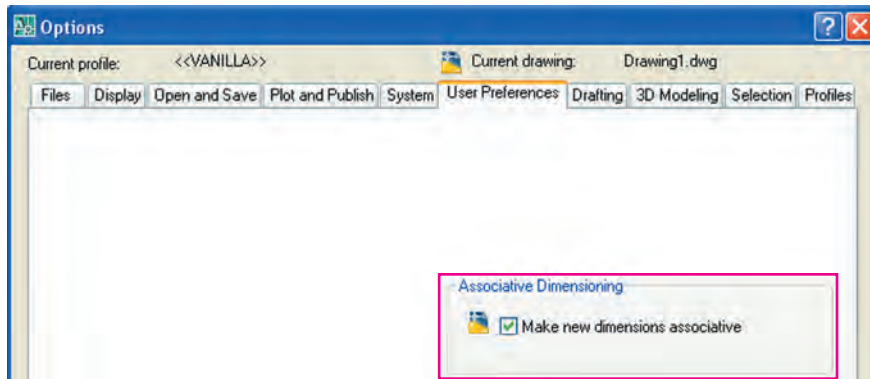 Options
Current profile: <<VANILLA>> Current drawing: Drawing1.dwg
Files Display Open and Save Plot and Publish System User Preferences Drafting 3D Modeling Selection Profiles
Associative Dimensioning
Make new dimensions associative